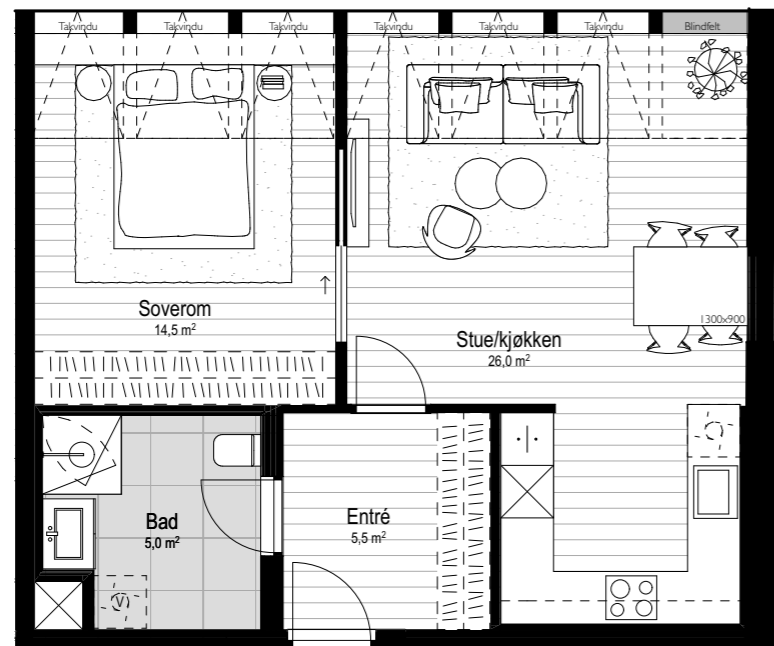 Takvindu Takvindu Takvindu Takvindu Takvindu Takvindu Blindfelt
Soverom
14,5 m²
1300x900
Stue/kjøkken
26,0 m²
Bad
5,0 m²
Entré
5,5 m²
V